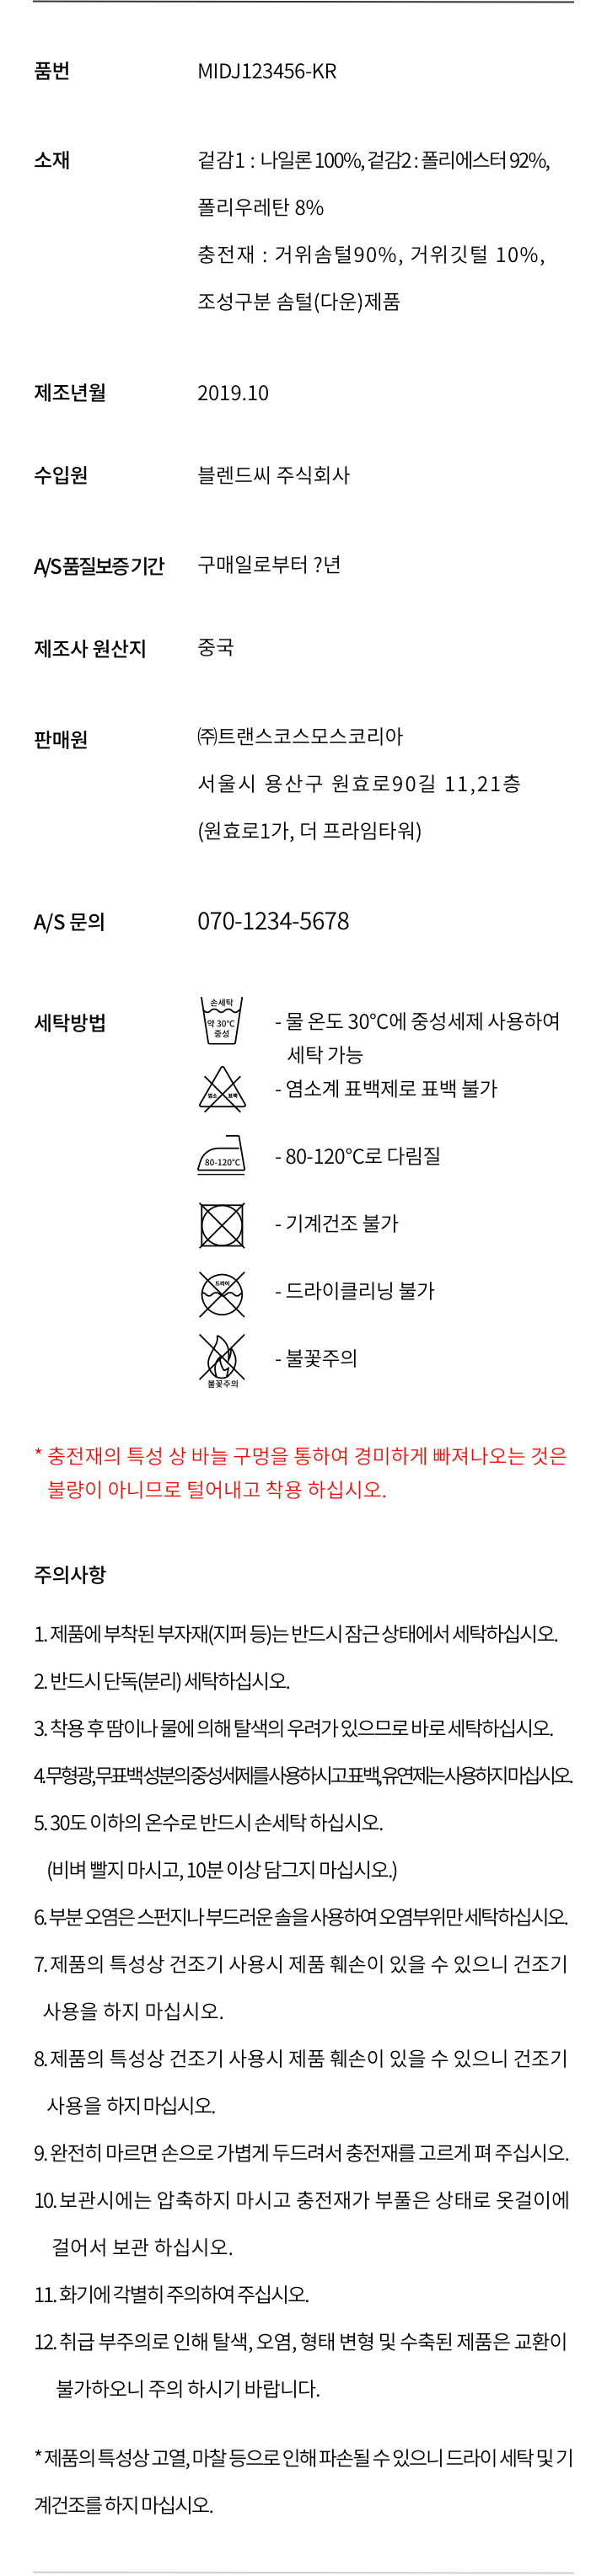 품번 MIDJ123456-KR
소재 겉감1 : 나일론 100%, 겉감2 : 폴리에스터 92%,
폴리우레탄 8%
충전재 : 거위솜털90%, 거위깃털 10%,
조성구분 솜털(다운)제품
제조년월 2019.10
수입원 블렌드씨 주식회사
A/S 품질보증 기간 구매일로부터 ?년
제조사 원산지 중국
판매원 ㈜트랜스코스모스코리아
서울시 용산구 원효로90길 11,21층
(원효로1가, 더 프라임타워)
A/S 문의 070-1234-5678
세탁방법
손세탁
약 30℃
중성
- 물 온도 30℃에 중성세제 사용하여
세탁 가능
염소 표백
- 염소계 표백제로 표백 불가
80-120℃
- 80-120℃로 다림질
- 기계건조 불가
드라이
- 드라이클리닝 불가
- 불꽃주의
불꽃주의
* 충전재의 특성 상 바늘 구멍을 통하여 경미하게 빠져나오는 것은
불량이 아니므로 털어내고 착용 하십시오.
주의사항
1. 제품에 부착된 부자재(지퍼 등)는 반드시 잠근 상태에서 세탁하십시오.
2. 반드시 단독(분리) 세탁하십시오.
3. 착용 후 땀이나 물에 의해 탈색의 우려가 있으므로 바로 세탁하십시오.
4. 무형광, 무표백 성분의 중성세제를 사용하시고 표백, 유연제는 사용하지 마십시오.
5. 30도 이하의 온수로 반드시 손세탁 하십시오.
(비벼 빨지 마시고, 10분 이상 담그지 마십시오.)
6. 부분 오염은 스펀지나 부드러운 솔을 사용하여 오염부위만 세탁하십시오.
7. 제품의 특성상 건조기 사용시 제품 훼손이 있을 수 있으니 건조기
사용을 하지 마십시오.
8. 제품의 특성상 건조기 사용시 제품 훼손이 있을 수 있으니 건조기
사용을 하지 마십시오.
9. 완전히 마르면 손으로 가볍게 두드려서 충전재를 고르게 펴 주십시오.
10. 보관시에는 압축하지 마시고 충전재가 부풀은 상태로 옷걸이에
걸어서 보관 하십시오.
11. 화기에 각별히 주의하여 주십시오.
12. 취급 부주의로 인해 탈색, 오염, 형태 변형 및 수축된 제품은 교환이
불가하오니 주의 하시기 바랍니다.
* 제품의 특성상 고열, 마찰 등으로 인해 파손될 수 있으니 드라이 세탁 및 기
계건조를 하지 마십시오.